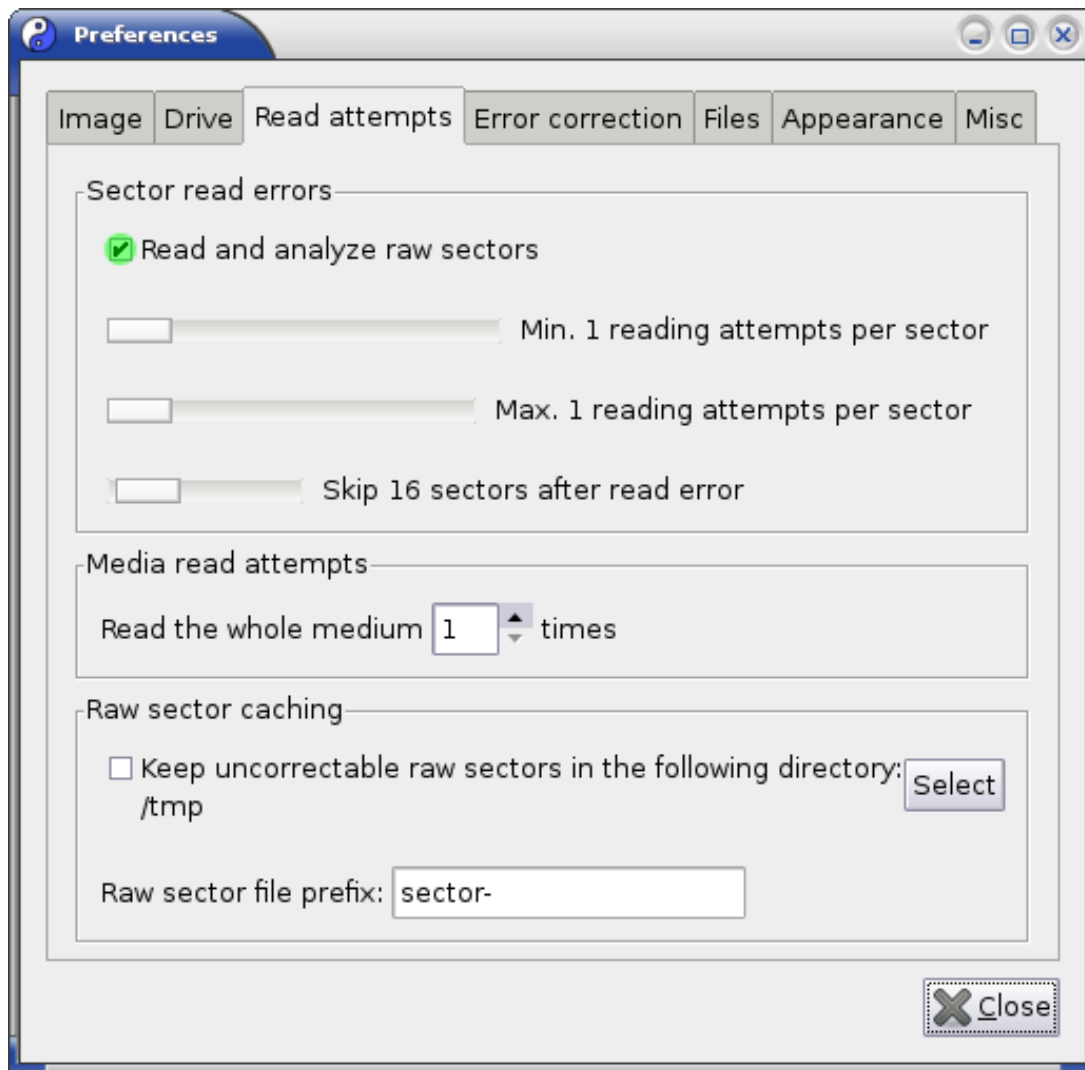 Preferences
Image Drive Read attempts Error correction Files Appearance Misc
Sector read errors
Read and analyze raw sectors
Min. 1 reading attempts per sector
Max. 1 reading attempts per sector
Skip 16 sectors after read error
Media read attempts
Read the whole medium 1 times
Raw sector caching
Keep uncorrectable raw sectors in the following directory: Select
/tmp
Raw sector file prefix: sector-
Close